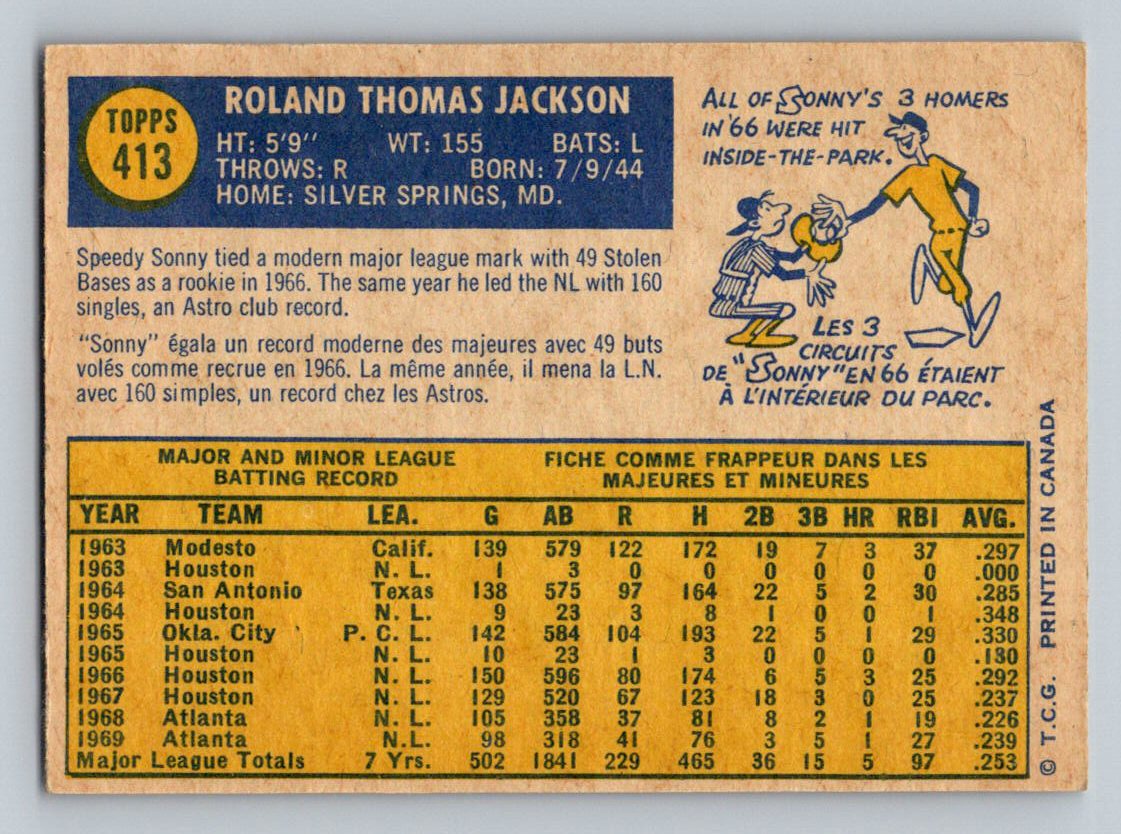 TOPPS
413
ROLAND THOMAS JACKSON
HT: 5'9" WT: 155 BATS: L
THROWS: R BORN: 7/9/44
HOME: SILVER SPRINGS, MD.
Speedy Sonny tied a modern major league mark with 49 Stolen
Bases as a rookie in 1966. The same year he led the NL with 160
singles, an Astro club record.
"Sonny" égala un record moderne des majeures avec 49 buts
volés comme recrue en 1966. La même année, il mena la L.N.
avec 160 simples, un record chez les Astros.
ALL OF SONNY'S 3 HOMERS
IN '66 WERE HIT
INSIDE-THE-PARK.
LES 3
CIRCUITS
DE "SONNY" EN 66 ÉTAIENT
À L'INTÉRIEUR DU PARC.
MAJOR AND MINOR LEAGUE
BATTING RECORD
FICHE COMME FRAPPEUR DANS LES
MAJEURES ET MINEURES
YEAR TEAM LEA. G AB R H 2B 3B HR RBI AVG.
1963 Modesto Calif. 139 579 122 172 19 7 3 37 .297
1963 Houston N. L. 1 3 0 0 0 0 0 0 .000
1964 San Antonio Texas 138 575 97 164 22 5 2 30 .285
1964 Houston N. L. 9 23 3 8 1 0 0 1 .348
1965 Okla. City P. C. L. 142 584 104 193 22 5 1 29 .330
1965 Houston N. L. 10 23 1 3 0 0 0 0 .130
1966 Houston N. L. 150 596 80 174 6 5 3 25 .292
1967 Houston N. L. 129 520 67 123 18 3 0 25 .237
1968 Atlanta N. L. 105 358 37 81 8 2 1 19 .226
1969 Atlanta N.L. 98 318 41 76 3 5 1 27 .239
Major League Totals 7 Yrs. 502 1841 229 465 36 15 5 97 .253
© T.C.G. PRINTED IN CANADA